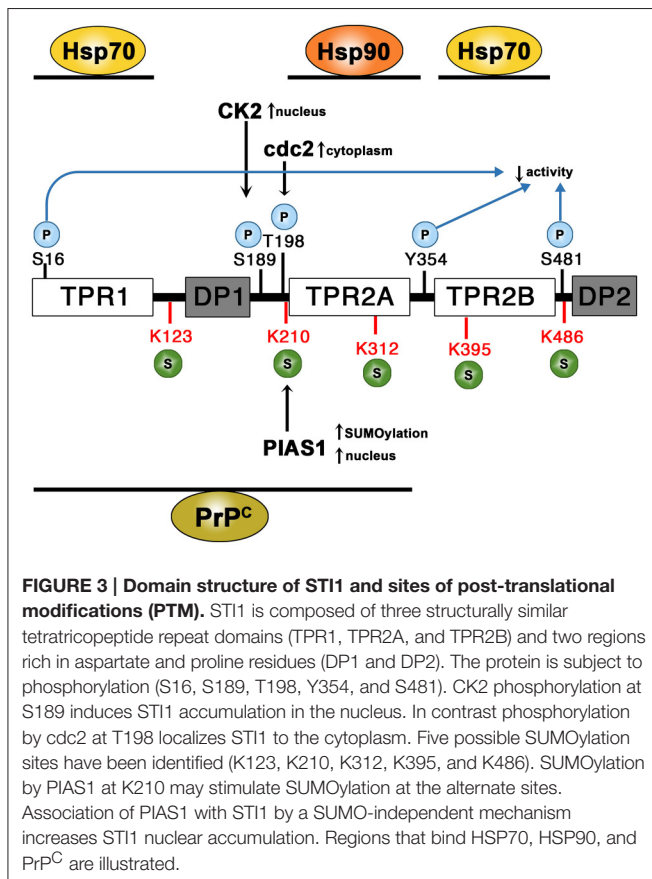 Hsp70 Hsp90 Hsp70
CK2 ↑nucleus
cdc2 ↑cytoplasm
↓ activity
P P P P P
S16 S189 T198 Y354 S481
TPR1 DP1 TPR2A TPR2B DP2
K123 K210 K312 K395 K486
S S S S S
PIAS1 ↑SUMOylation
↑nucleus
PrPᶜ
FIGURE 3 | Domain structure of STI1 and sites of post-translational
modifications (PTM). STI1 is composed of three structurally similar
tetratricopeptide repeat domains (TPR1, TPR2A, and TPR2B) and two regions
rich in aspartate and proline residues (DP1 and DP2). The protein is subject to
phosphorylation (S16, S189, T198, Y354, and S481). CK2 phosphorylation at
S189 induces STI1 accumulation in the nucleus. In contrast phosphorylation
by cdc2 at T198 localizes STI1 to the cytoplasm. Five possible SUMOylation
sites have been identified (K123, K210, K312, K395, and K486). SUMOylation
by PIAS1 at K210 may stimulate SUMOylation at the alternate sites.
Association of PIAS1 with STI1 by a SUMO-independent mechanism
increases STI1 nuclear accumulation. Regions that bind HSP70, HSP90, and
PrPᶜ are illustrated.